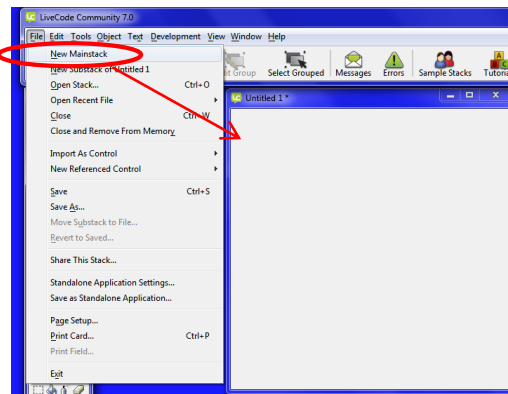 LiveCode Community 7.0
File Edit Tools Object Text Development View Window Help
New Mainstack
New Substack of Untitled 1
Open Stack... Ctrl+O
Open Recent File
Close Ctrl+W
Close and Remove From Memory
Import As Control
New Referenced Control
Save Ctrl+S
Save As...
Move Substack to File...
Revert to Saved...
Share This Stack...
Standalone Application Settings...
Save as Standalone Application...
Page Setup...
Print Card... Ctrl+P
Print Field...
Exit
Group Select Grouped Messages Errors Sample Stacks
Untitled 1 *